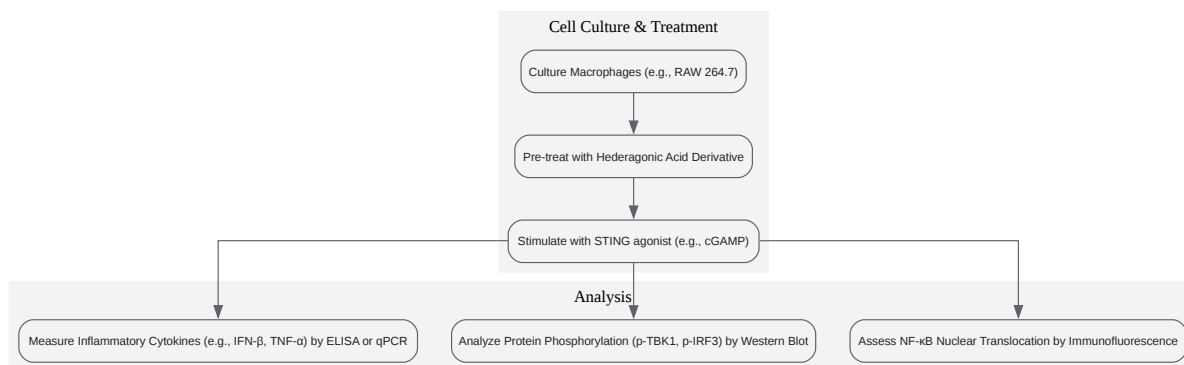 Cell Culture & Treatment
Culture Macrophages (e.g., RAW 264.7)
Pre-treat with Hederagonic Acid Derivative
Stimulate with STING agonist (e.g., cGAMP)
Analysis
Measure Inflammatory Cytokines (e.g., IFN-β, TNF-α) by ELISA or qPCR
Analyze Protein Phosphorylation (p-TBK1, p-IRF3) by Western Blot
Assess NF-κB Nuclear Translocation by Immunofluorescence